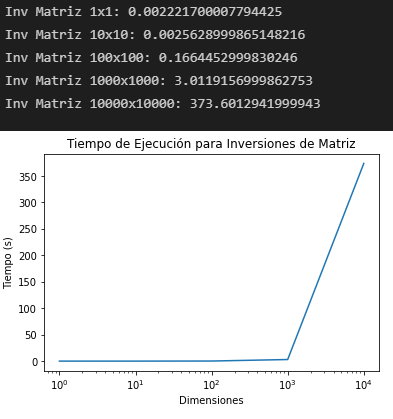 Inv Matriz 1x1: 0.002221700007794425
Inv Matriz 10x10: 0.0025628999865148216
Inv Matriz 100x100: 0.1664452999830246
Inv Matriz 1000x1000: 3.0119156999862753
Inv Matriz 10000x10000: 373.6012941999943
Tiempo de Ejecución para Inversiones de Matriz
Tiempo (s)
350
300
250
200
150
100
50
0
10⁰ 10¹ 10² 10³ 10⁴
Dimensiones